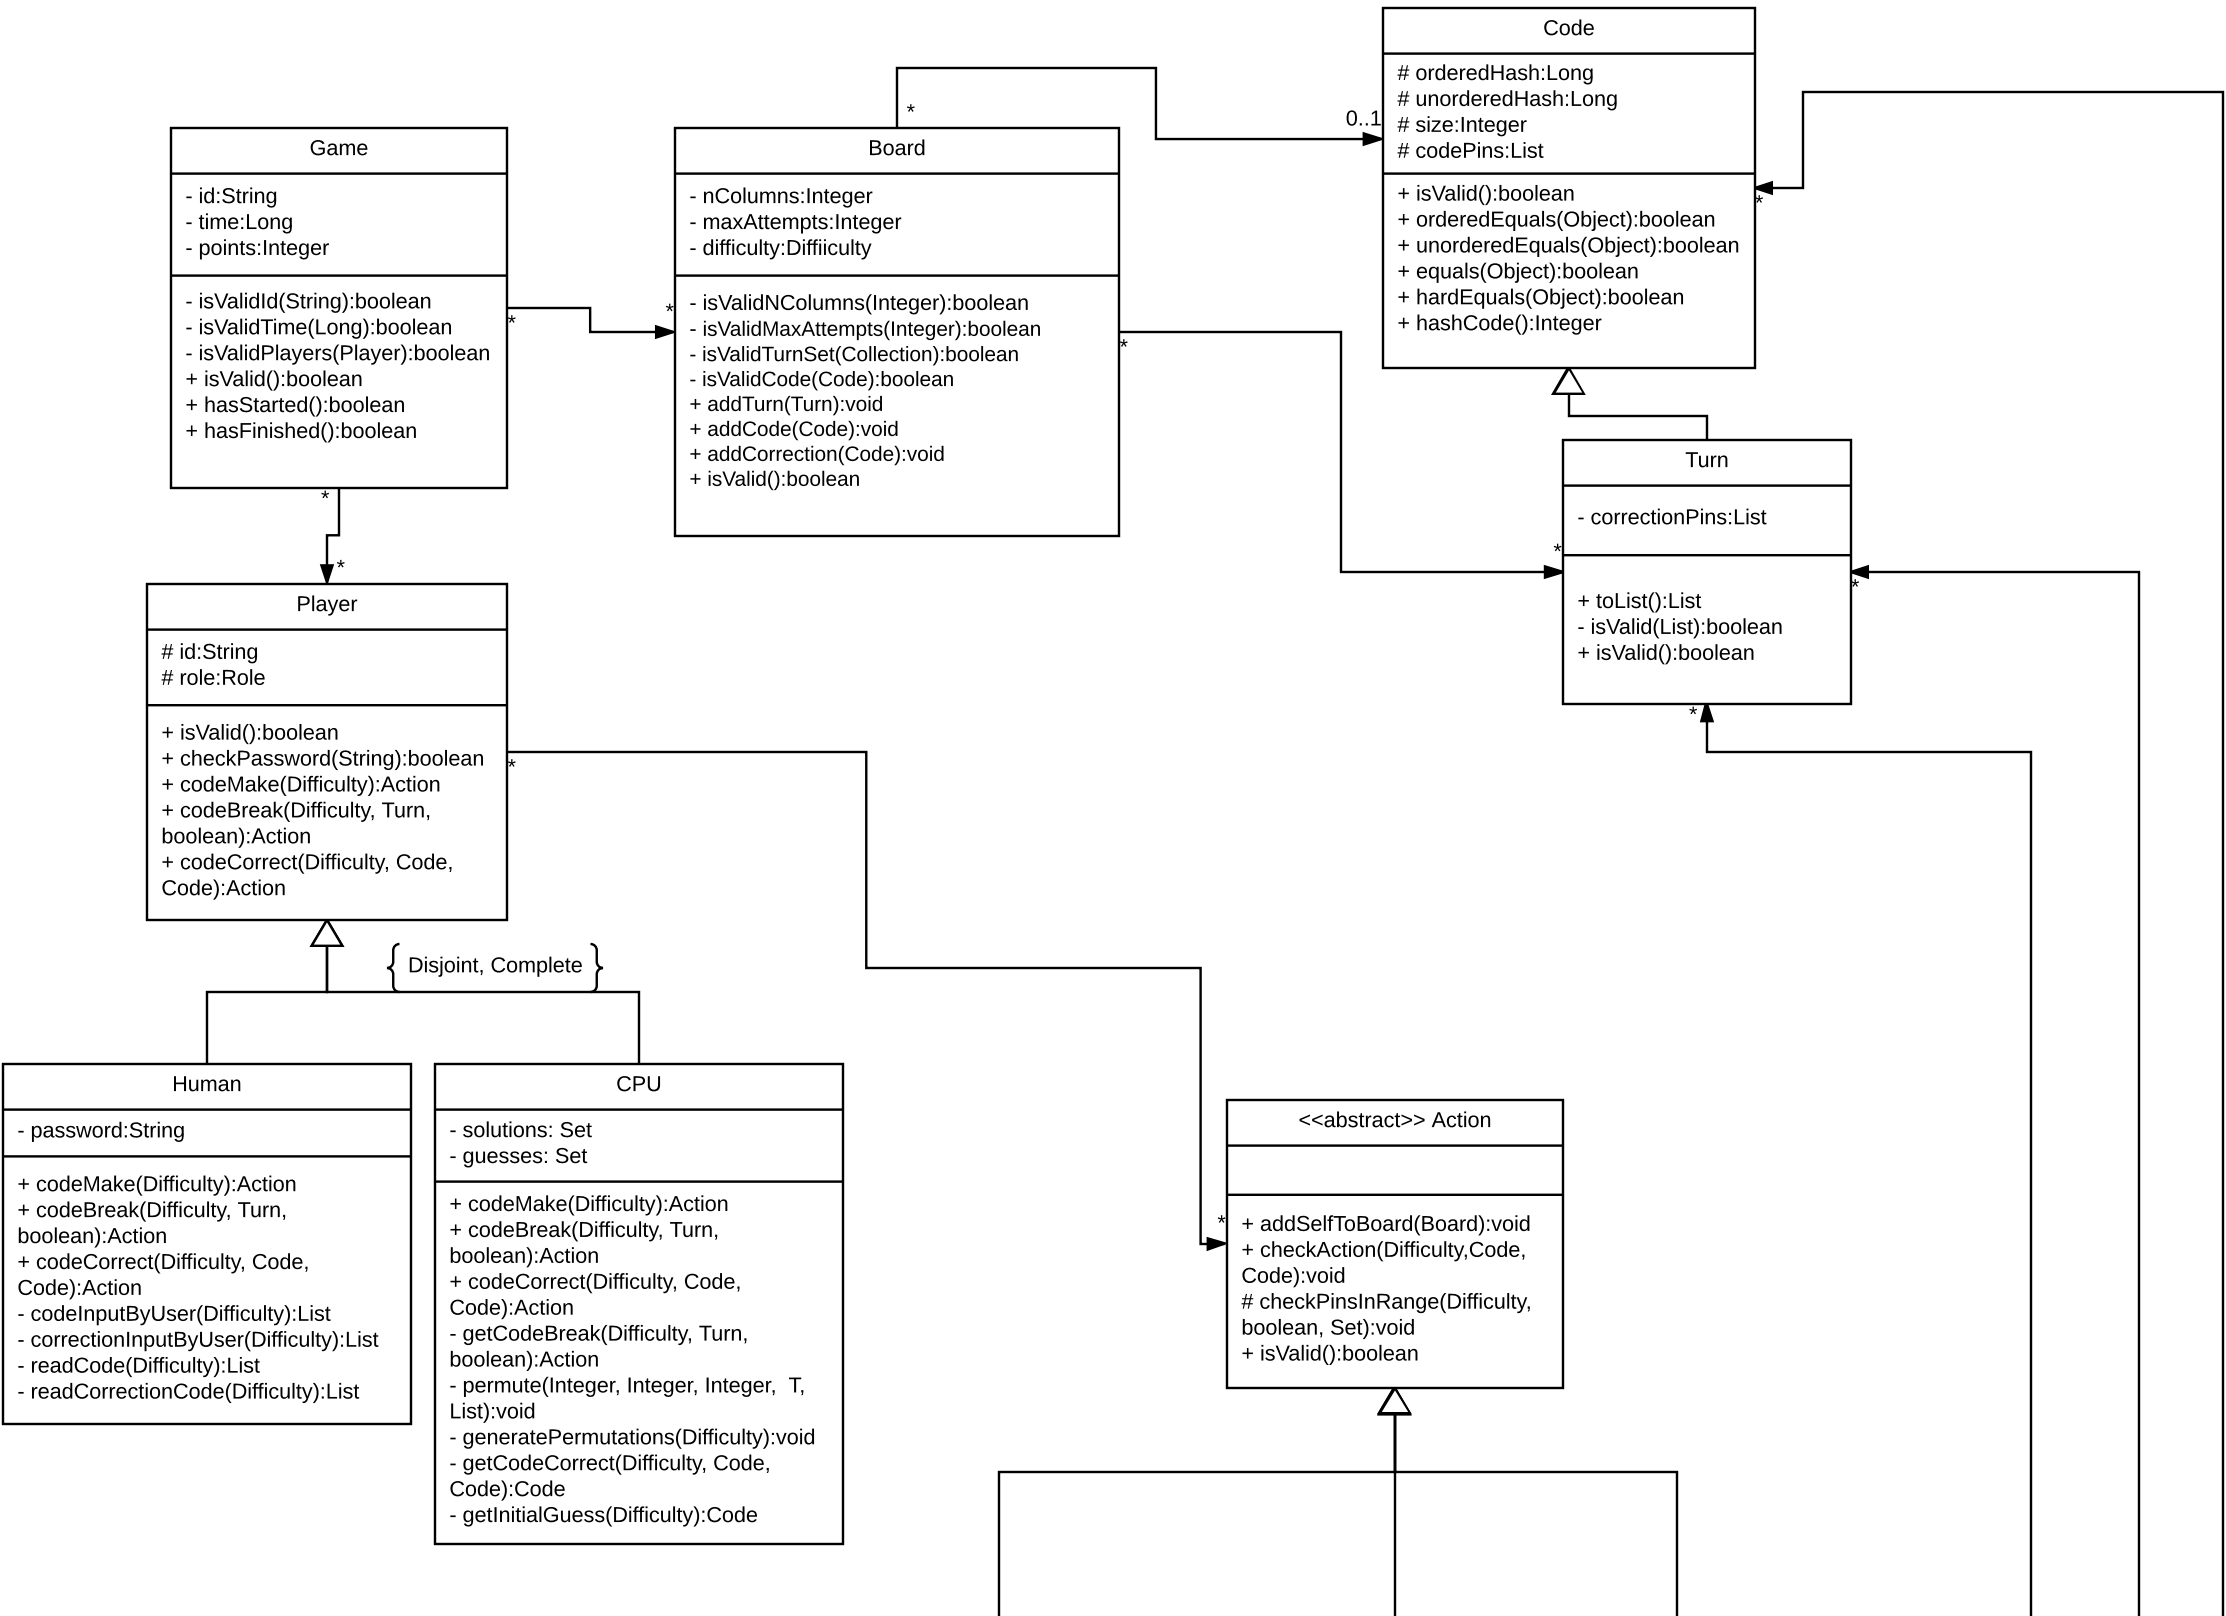 Code
# orderedHash:Long
# unorderedHash:Long
# size:Integer
# codePins:List
+ isValid():boolean
+ orderedEquals(Object):boolean
+ unorderedEquals(Object):boolean
+ equals(Object):boolean
+ hardEquals(Object):boolean
+ hashCode():Integer
*
0..1
*
Game
- id:String
- time:Long
- points:Integer
- isValidId(String):boolean
- isValidTime(Long):boolean
- isValidPlayers(Player):boolean
+ isValid():boolean
+ hasStarted():boolean
+ hasFinished():boolean
*
*
*
*
Board
- nColumns:Integer
- maxAttempts:Integer
- difficulty:Diffiiculty
- isValidNColumns(Integer):boolean
- isValidMaxAttempts(Integer):boolean
- isValidTurnSet(Collection):boolean
- isValidCode(Code):boolean
+ addTurn(Turn):void
+ addCode(Code):void
+ addCorrection(Code):void
+ isValid():boolean
*
*
Turn
- correctionPins:List
+ toList():List
- isValid(List):boolean
+ isValid():boolean
*
*
Player
# id:String
# role:Role
+ isValid():boolean
+ checkPassword(String):boolean
+ codeMake(Difficulty):Action
+ codeBreak(Difficulty, Turn,
boolean):Action
+ codeCorrect(Difficulty, Code,
Code):Action
*
{ Disjoint, Complete }
Human
- password:String
+ codeMake(Difficulty):Action
+ codeBreak(Difficulty, Turn,
boolean):Action
+ codeCorrect(Difficulty, Code,
Code):Action
- codeInputByUser(Difficulty):List
- correctionInputByUser(Difficulty):List
- readCode(Difficulty):List
- readCorrectionCode(Difficulty):List
CPU
- solutions: Set
- guesses: Set
+ codeMake(Difficulty):Action
+ codeBreak(Difficulty, Turn,
boolean):Action
+ codeCorrect(Difficulty, Code,
Code):Action
- getCodeBreak(Difficulty, Turn,
boolean):Action
- permute(Integer, Integer, Integer,  T,
List):void
- generatePermutations(Difficulty):void
- getCodeCorrect(Difficulty, Code,
Code):Code
- getInitialGuess(Difficulty):Code
<<abstract>> Action
*
+ addSelfToBoard(Board):void
+ checkAction(Difficulty,Code,
Code):void
# checkPinsInRange(Difficulty,
boolean, Set):void
+ isValid():boolean